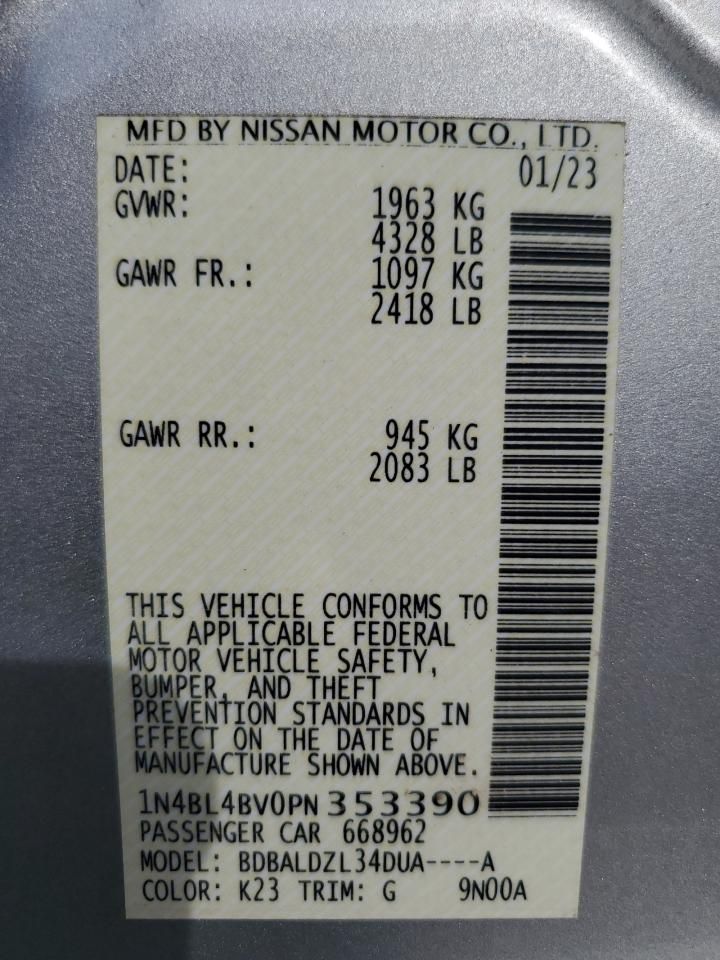 MFD BY NISSAN MOTOR CO., LTD.
DATE: 01/23
GVWR: 1963 KG
4328 LB
GAWR FR.: 1097 KG
2418 LB
GAWR RR.: 945 KG
2083 LB
THIS VEHICLE CONFORMS TO
ALL APPLICABLE FEDERAL
MOTOR VEHICLE SAFETY,
BUMPER, AND THEFT
PREVENTION STANDARDS IN
EFFECT ON THE DATE OF
MANUFACTURE SHOWN ABOVE.
1N4BL4BV0PN353390
PASSENGER CAR 668962
MODEL: BDBALDZL34DUA----A
COLOR: K23 TRIM: G 9N00A